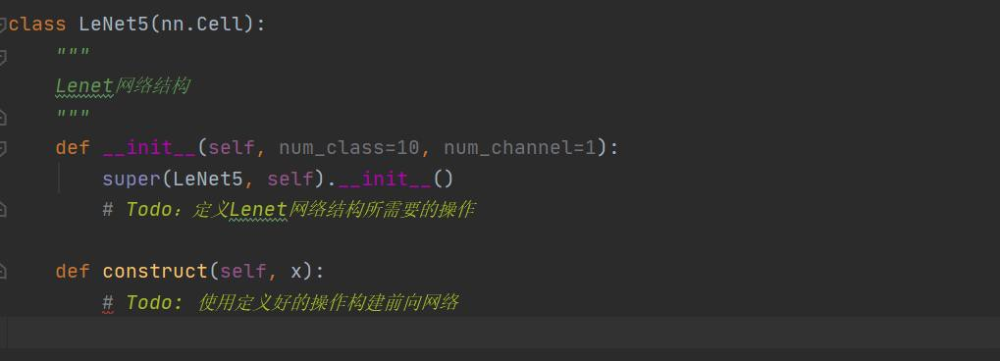 class LeNet5(nn.Cell):
    """
    Lenet网络结构
    """
    def __init__(self, num_class=10, num_channel=1):
        super(LeNet5, self).__init__()
        # Todo：定义Lenet网络结构所需要的操作
    def construct(self, x):
        # Todo: 使用定义好的操作构建前向网络